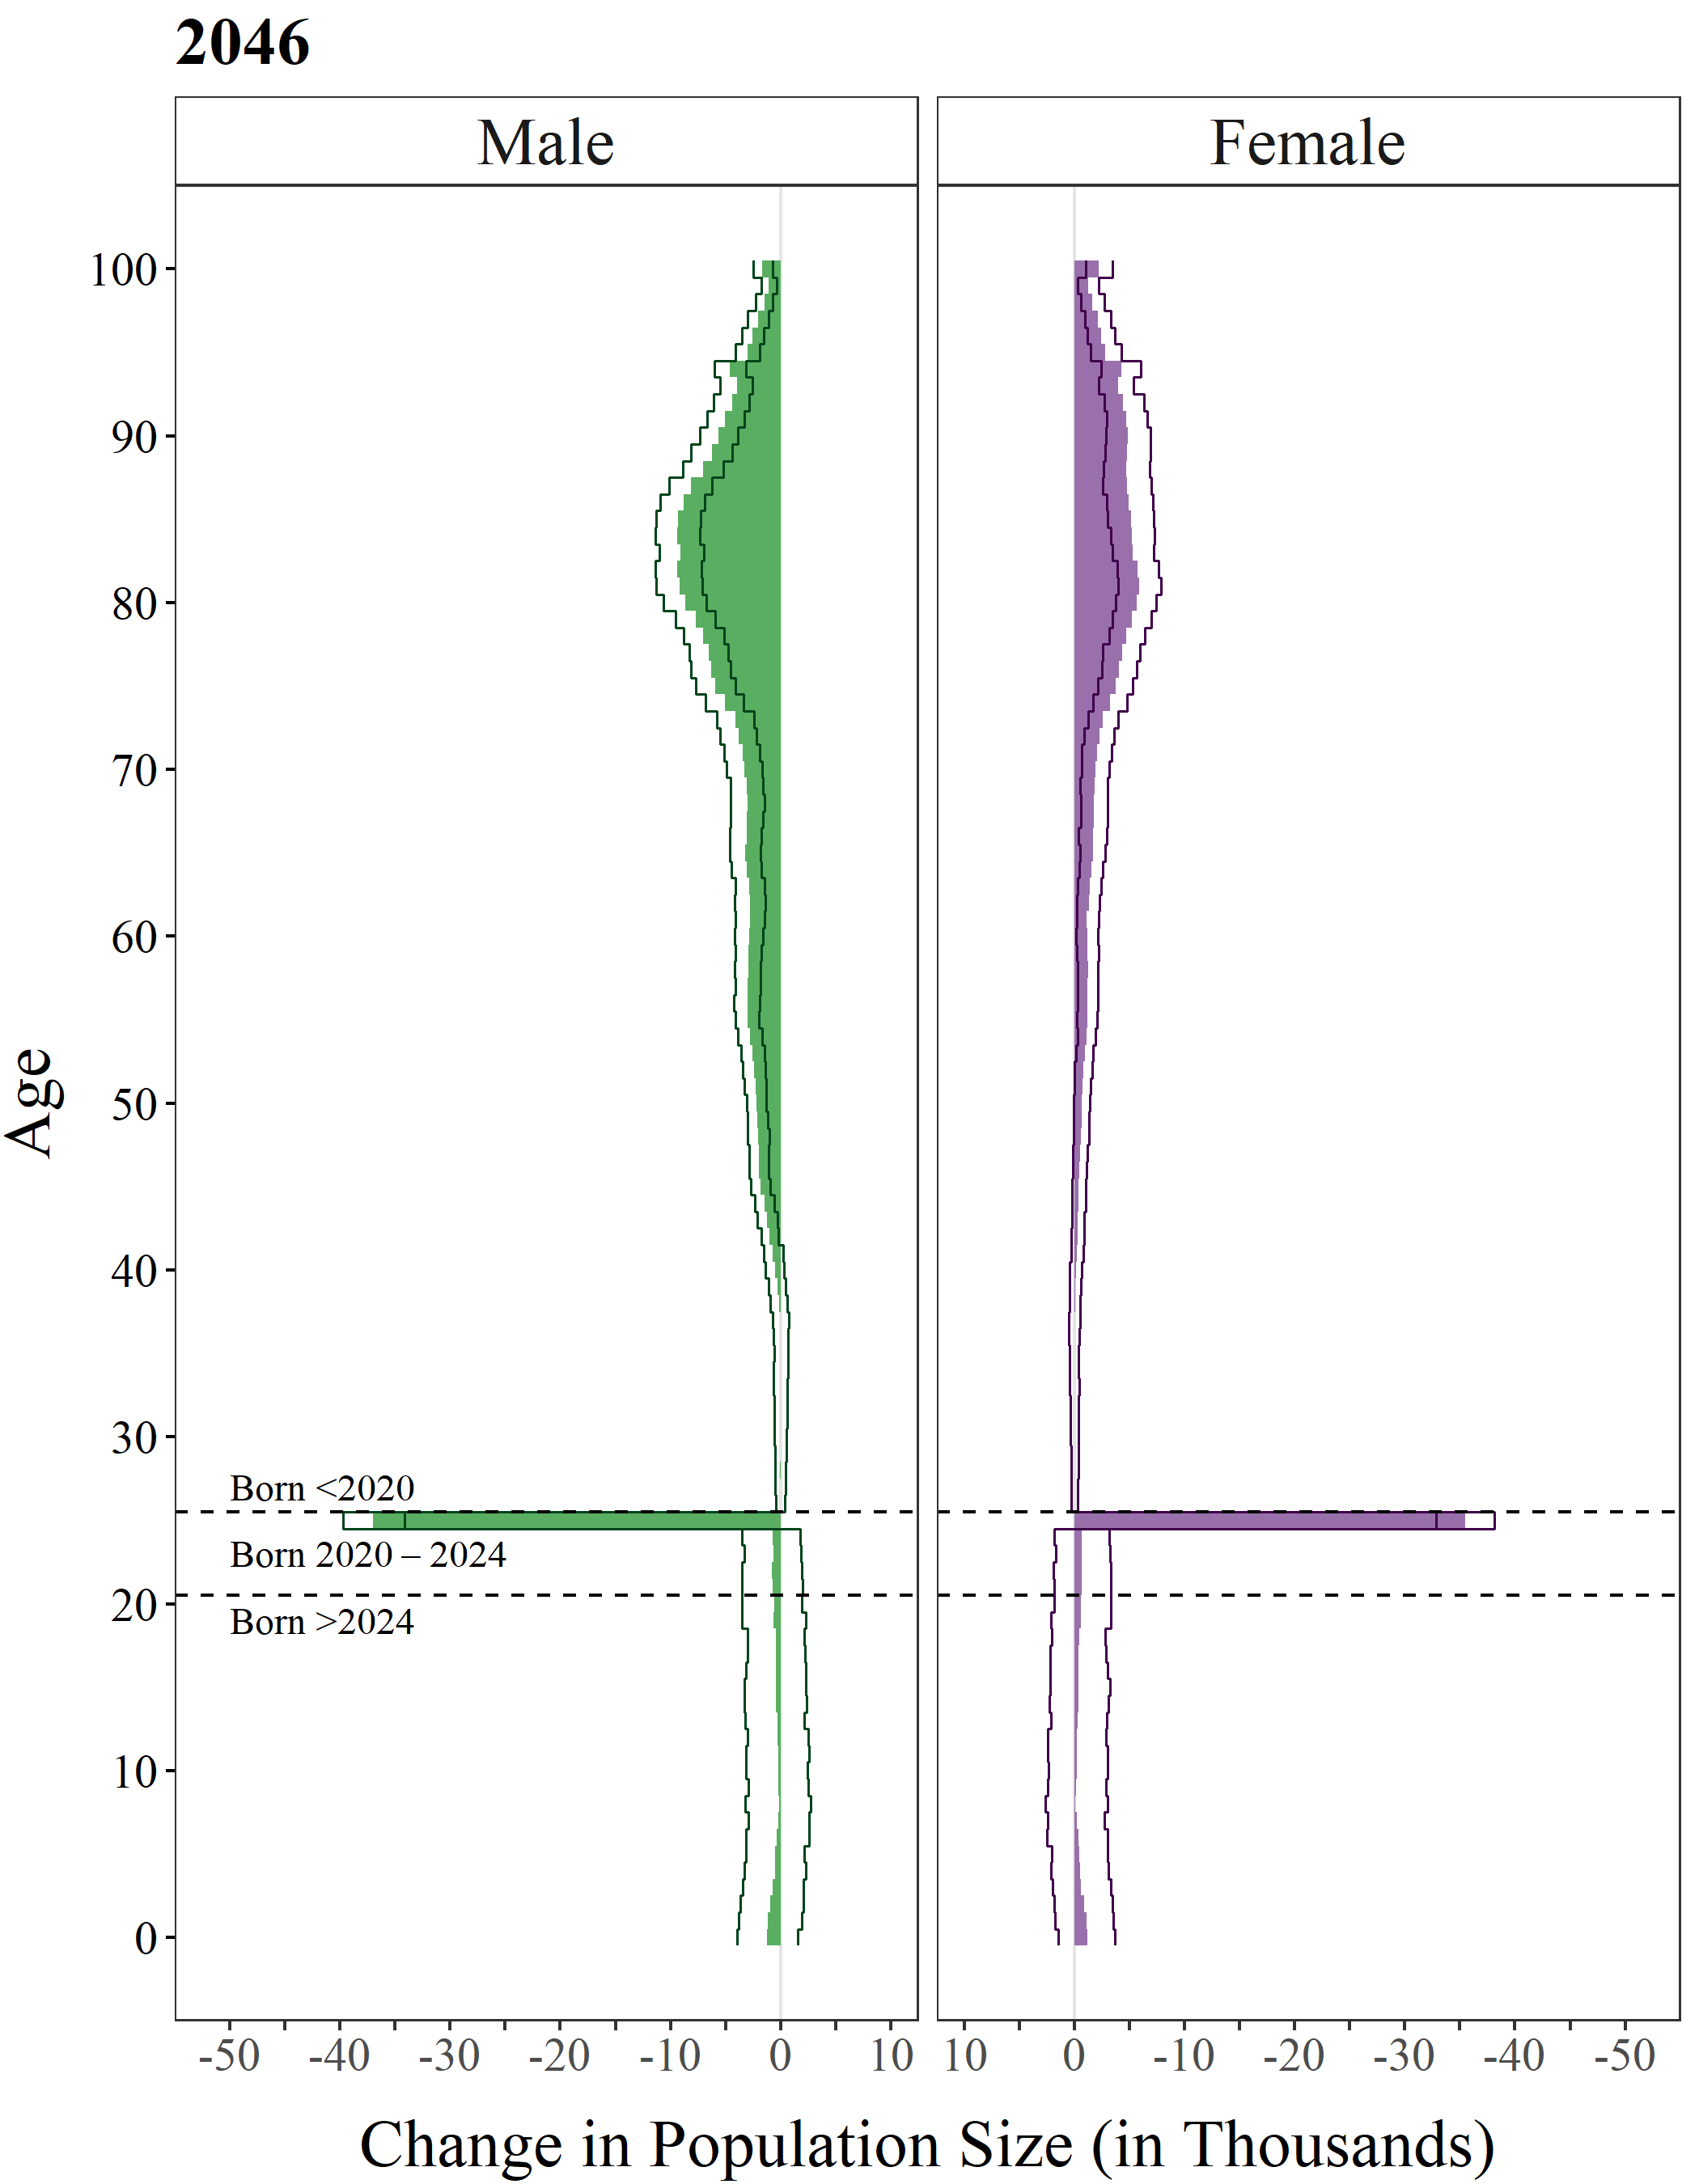 2046
Male
Female
Age
100
90
80
70
60
50
40
30
20
10
0
Born <2020
Born 2020 – 2024
Born >2024
-50 -40 -30 -20 -10 0 10
10 0 -10 -20 -30 -40 -50
Change in Population Size (in Thousands)